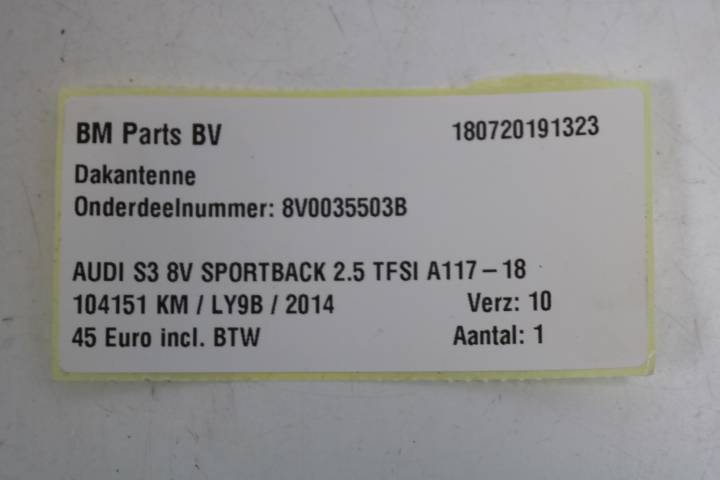 BM Parts BV 180720191323
Dakantenne
Onderdeelnummer: 8V0035503B
AUDI S3 8V SPORTBACK 2.5 TFSI A117-18
104151 KM / LY9B / 2014 Verz: 10
45 Euro incl. BTW Aantal: 1